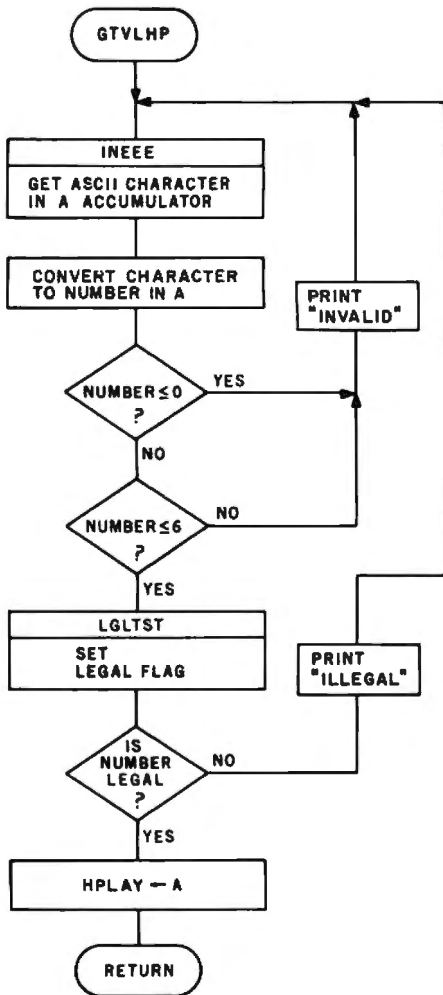 GTVLHP
INEEE
GET ASCII CHARACTER
IN A ACCUMULATOR
CONVERT CHARACTER
TO NUMBER IN A
PRINT
"INVALID"
NUMBER≤0
?
YES
NO
NUMBER≤6
?
NO
YES
LGLTST
SET
LEGAL FLAG
PRINT
"ILLEGAL"
IS
NUMBER
LEGAL
?
NO
YES
HPLAY ← A
RETURN